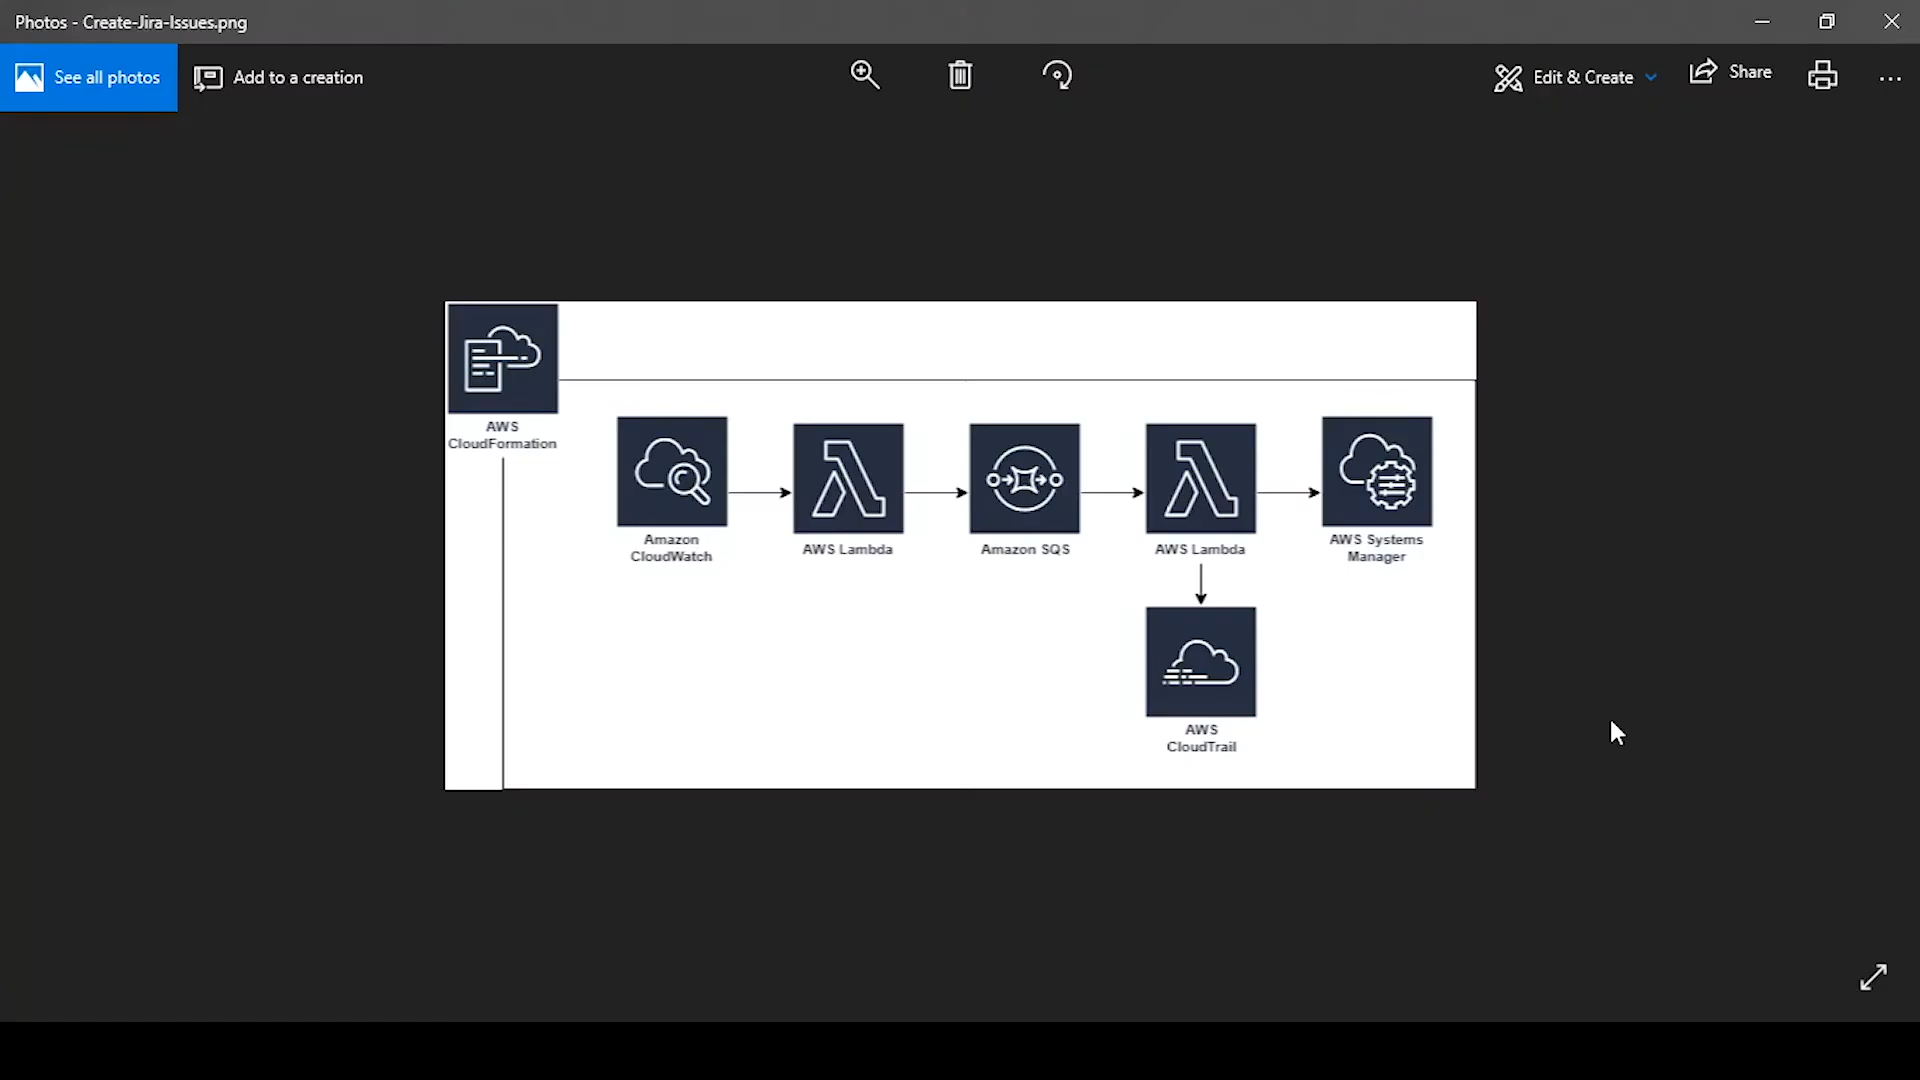 Photos - Create-Jira-Issues.png
See all photos
Add to a creation
Edit & Create
Share
AWS
CloudFormation
Amazon
CloudWatch
AWS Lambda
Amazon SQS
AWS Lambda
AWS Systems
Manager
AWS
CloudTrail